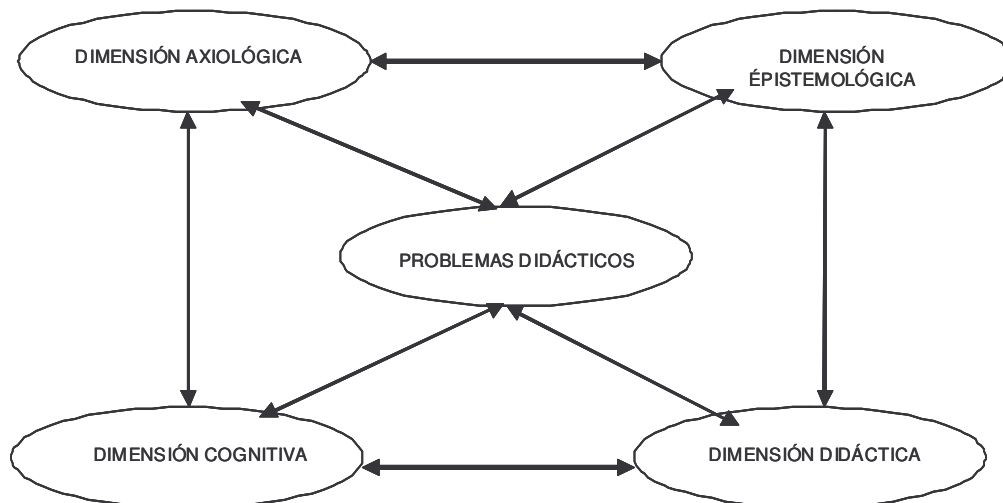 DIMENSIÓN AXIOLÓGICA
DIMENSIÓN
ÉPISTEMOLÓGICA
PROBLEMAS DIDÁCTICOS
DIMENSIÓN COGNITIVA
DIMENSIÓN DIDÁCTICA